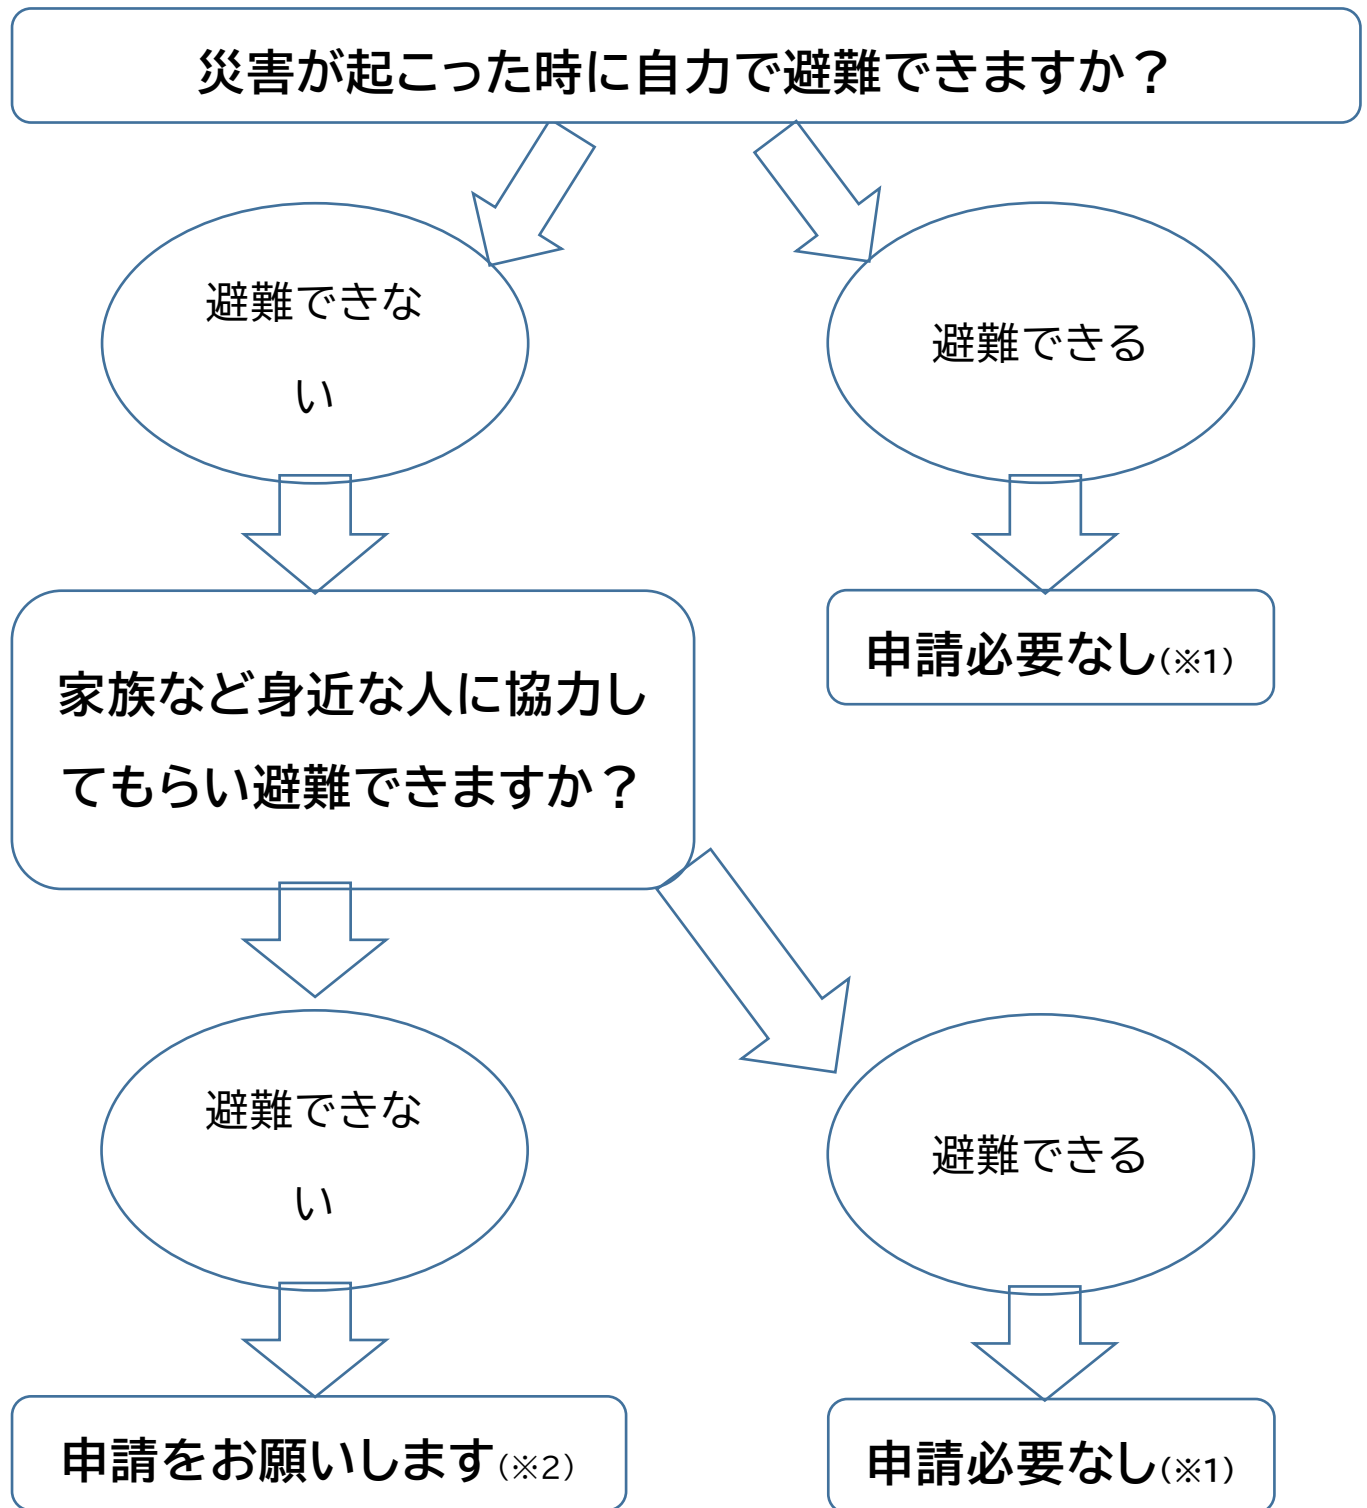 災害が起こった時に自力で避難できますか？
避難できな
い
避難できる
申請必要なし(※1)
家族など身近な人に協力し
てもらい避難できますか？
避難できな
い
避難できる
申請をお願いします(※2)
申請必要なし(※1)